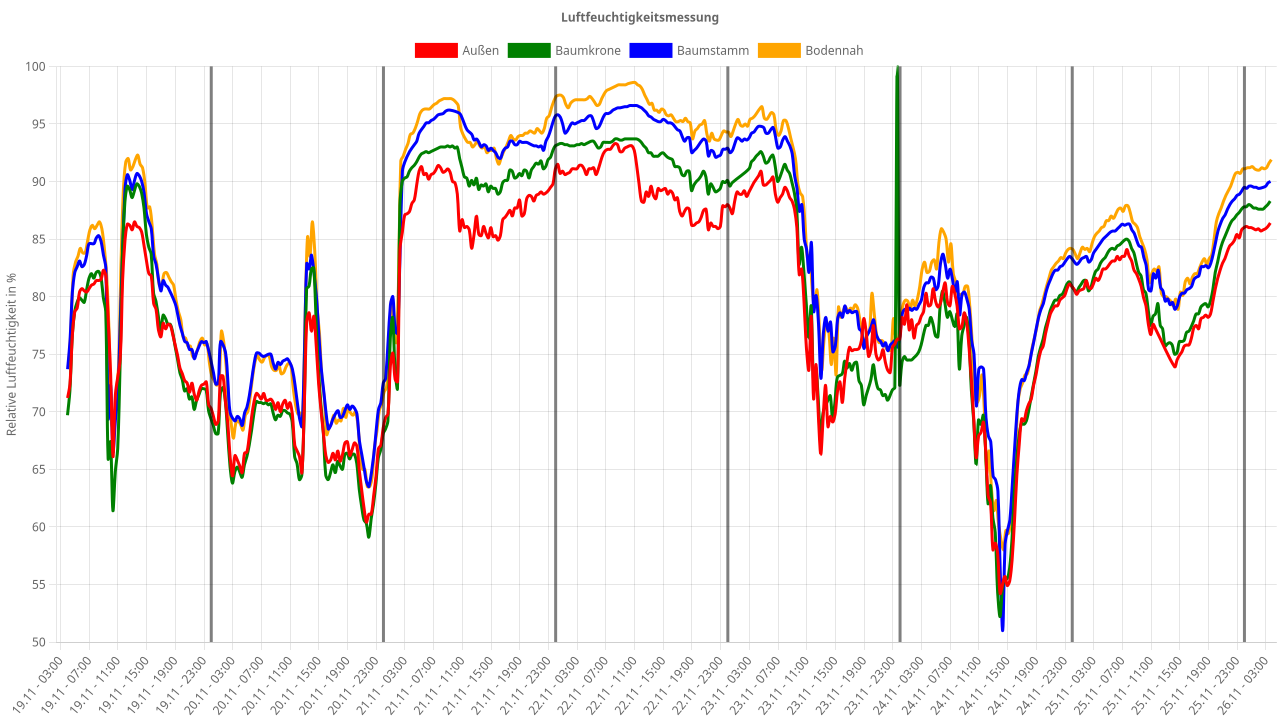 Luftfeuchtigkeitsmessung
Außen Baumkrone Baumstamm Bodennah
Relative Luftfeuchtigkeit in %
100
95
90
85
80
75
70
65
60
55
50
19.11 - 03:00
19.11 - 07:00
19.11 - 11:00
19.11 - 15:00
19.11 - 19:00
19.11 - 23:00
20.11 - 03:00
20.11 - 07:00
20.11 - 11:00
20.11 - 15:00
20.11 - 19:00
20.11 - 23:00
21.11 - 03:00
21.11 - 07:00
21.11 - 11:00
21.11 - 15:00
21.11 - 19:00
21.11 - 23:00
22.11 - 03:00
22.11 - 07:00
22.11 - 11:00
22.11 - 15:00
22.11 - 19:00
22.11 - 23:00
23.11 - 03:00
23.11 - 07:00
23.11 - 11:00
23.11 - 15:00
23.11 - 19:00
23.11 - 23:00
24.11 - 03:00
24.11 - 07:00
24.11 - 11:00
24.11 - 15:00
24.11 - 19:00
24.11 - 23:00
25.11 - 03:00
25.11 - 07:00
25.11 - 11:00
25.11 - 15:00
25.11 - 19:00
25.11 - 23:00
26.11 - 03:00